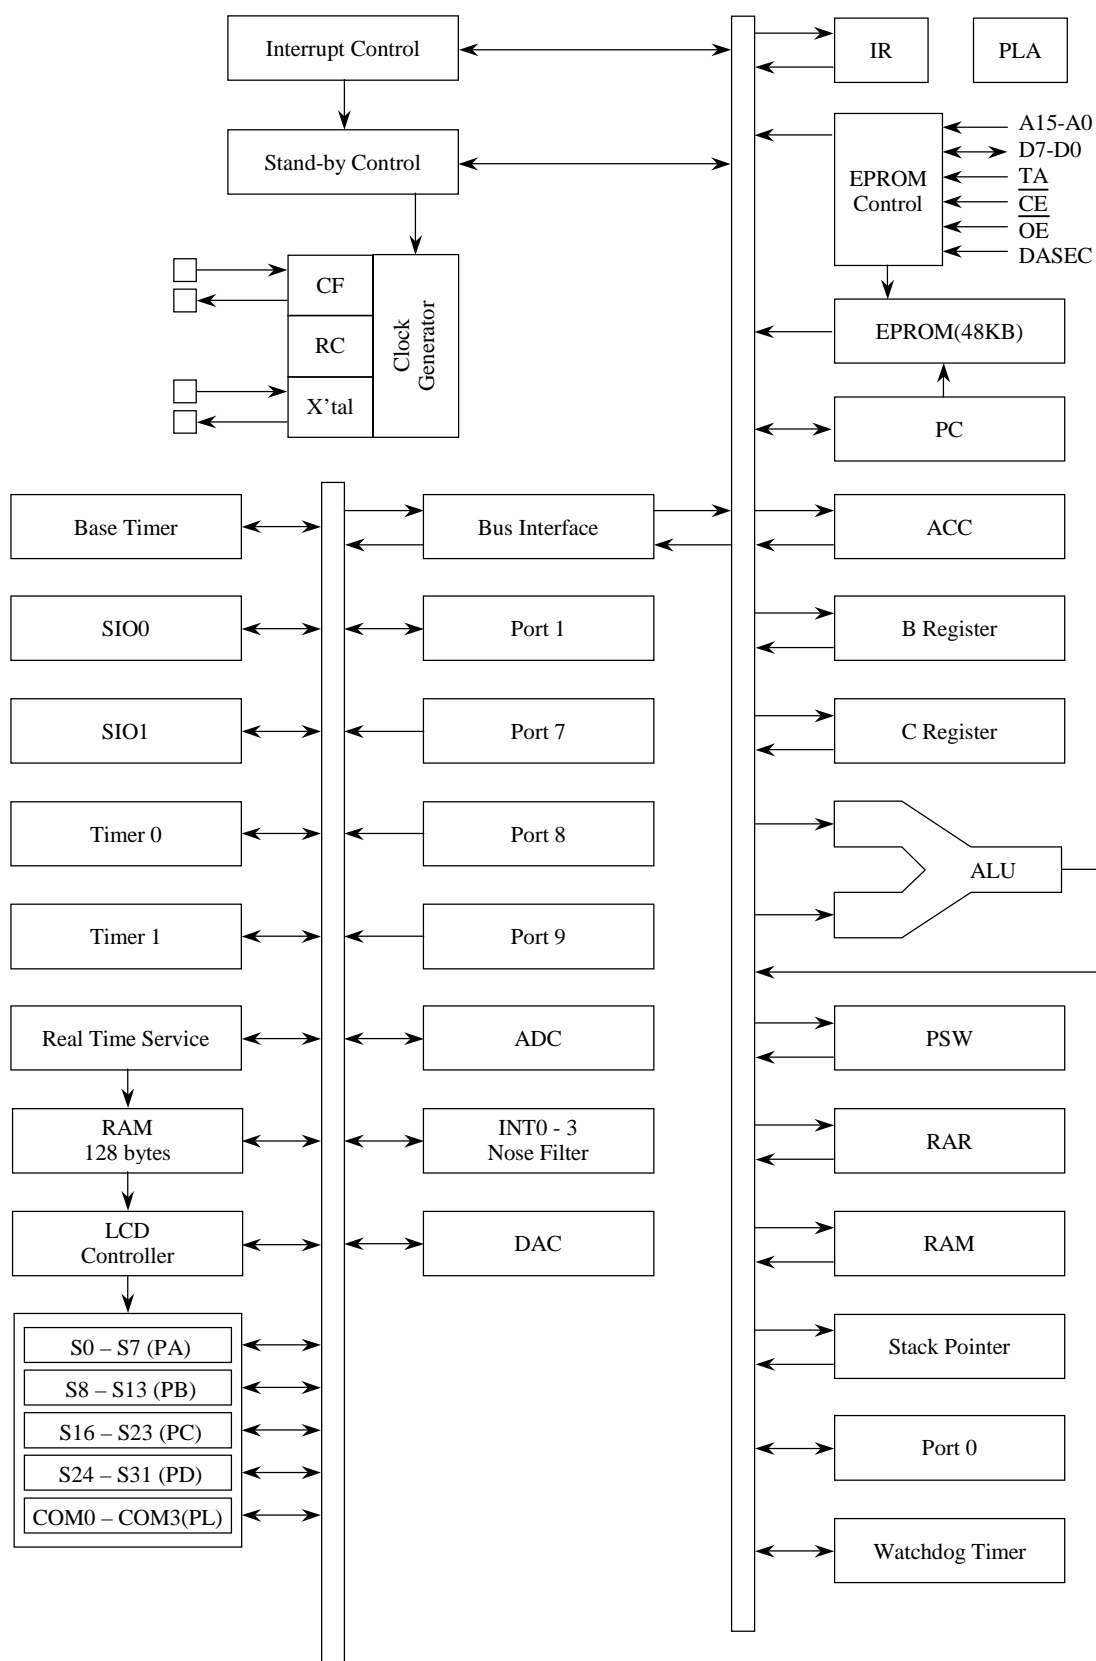 Interrupt Control
IR
PLA
Stand-by Control
EPROM
Control
A15-A0
D7-D0
TA
CE
OE
DASEC
CF
RC
X'tal
Clock
Generator
EPROM(48KB)
PC
Base Timer
Bus Interface
ACC
SIO0
Port 1
B Register
SIO1
Port 7
C Register
Timer 0
Port 8
ALU
Timer 1
Port 9
Real Time Service
ADC
PSW
RAM
128 bytes
INT0 - 3
Nose Filter
RAR
LCD
Controller
DAC
RAM
S0 – S7 (PA)
S8 – S13 (PB)
S16 – S23 (PC)
S24 – S31 (PD)
COM0 – COM3(PL)
Stack Pointer
Port 0
Watchdog Timer